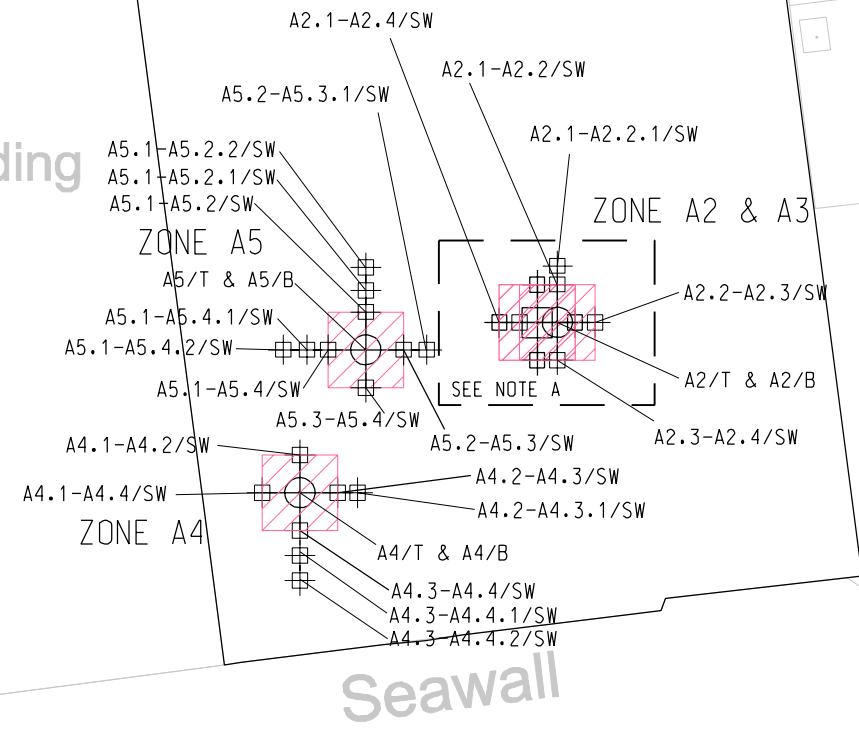 A2.1-A2.4/SW
A2.1-A2.2/SW
A5.2-A5.3.1/SW
A2.1-A2.2.1/SW
ding
A5.1-A5.2.2/SW
A5.1-A5.2.1/SW
A5.1-A5.2/SW
ZONE A2 & A3
ZONE A5
A5/T & A5/B
A2.2-A2.3/SW
A5.1-A5.4.1/SW
A5.1-A5.4.2/SW
A5.1-A5.4/SW
SEE NOTE A
A2/T & A2/B
A5.3-A5.4/SW
A5.2-A5.3/SW
A2.3-A2.4/SW
A4.1-A4.2/SW
A4.2-A4.3/SW
A4.1-A4.4/SW
A4.2-A4.3.1/SW
ZONE A4
A4/T & A4/B
A4.3-A4.4/SW
A4.3-A4.4.1/SW
A4.3-A4.4.2/SW
Seawall